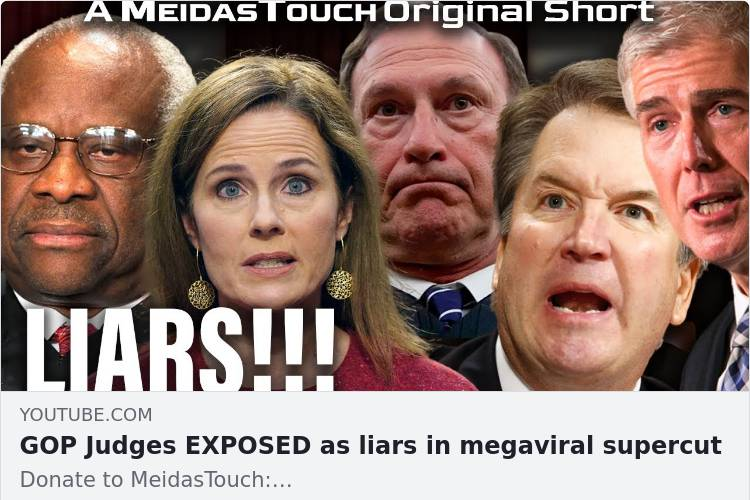 A MEIDASTOUCH Original Short
LIARS!!!
YOUTUBE.COM
GOP Judges EXPOSED as liars in megaviral supercut
Donate to MeidasTouch:...